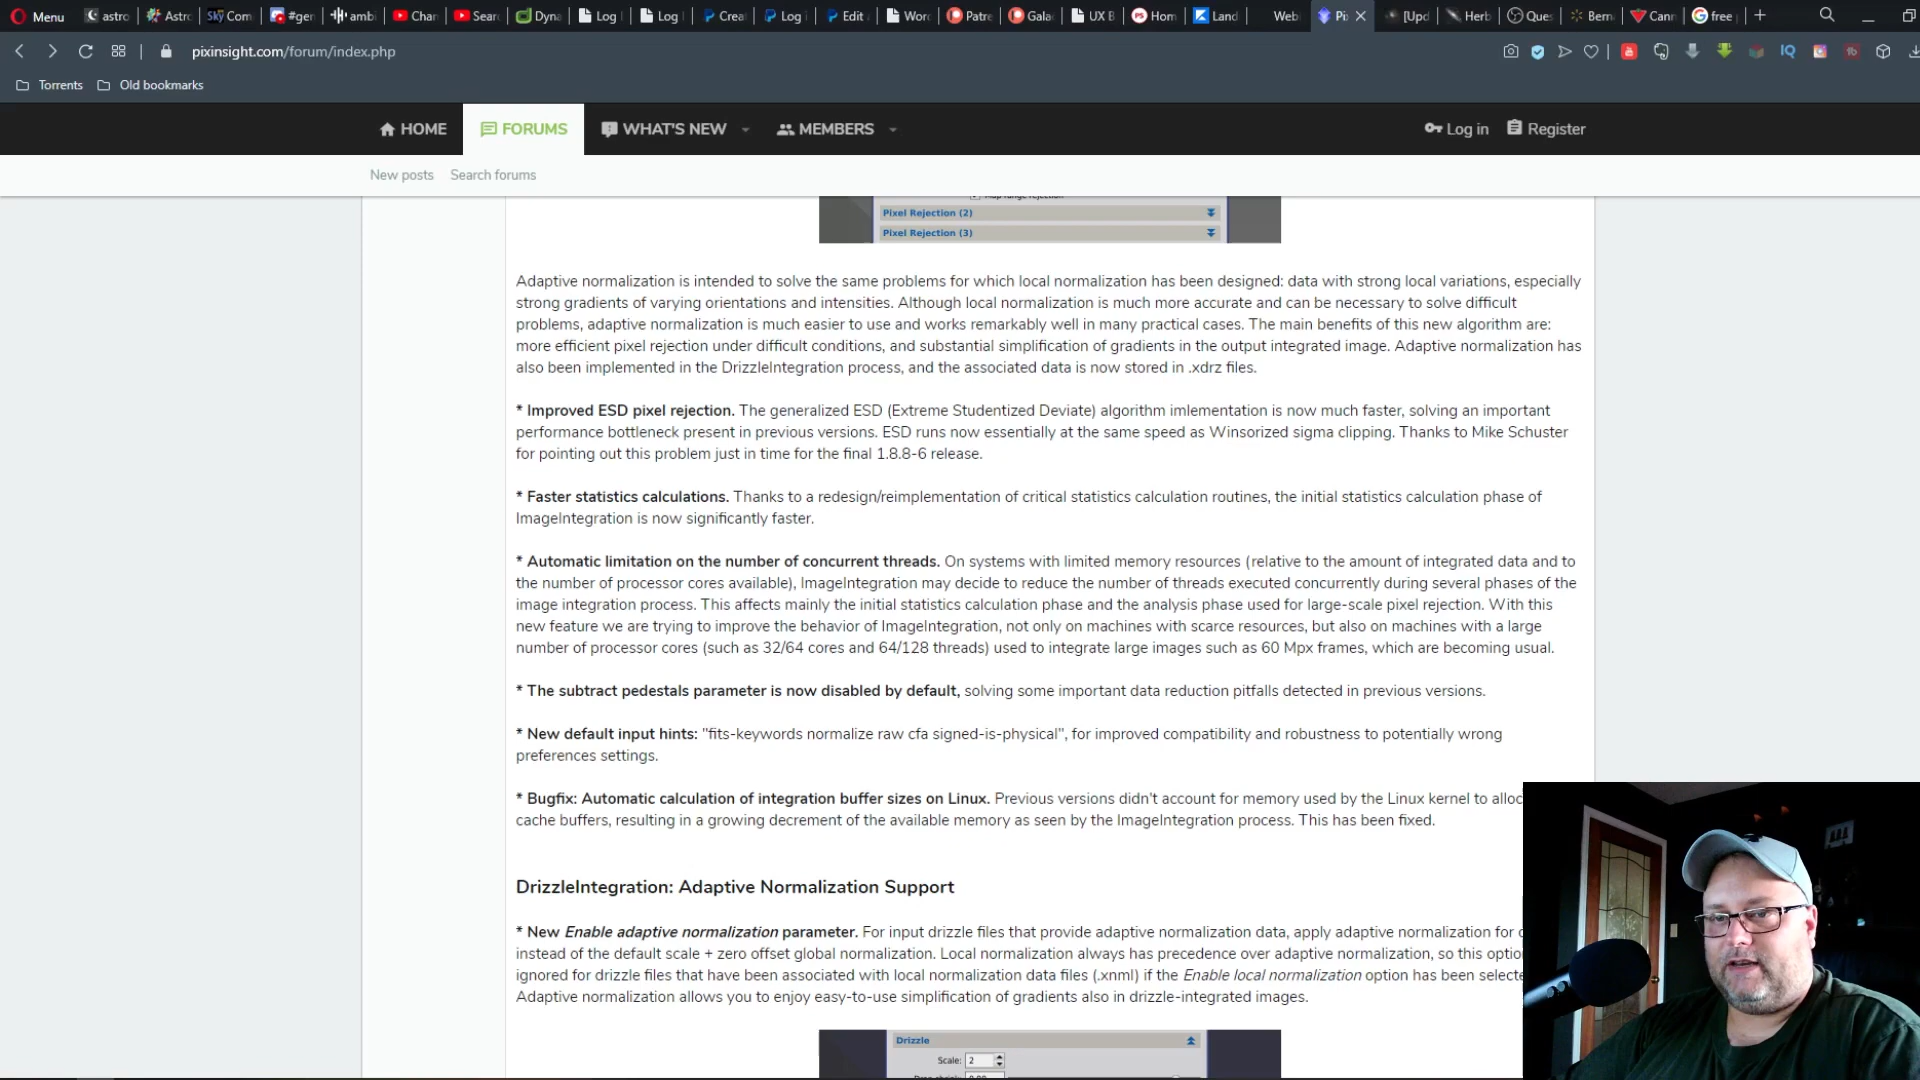 Menu astro Astro Com #gen ambi Chan Sear Dyna Log Log Crea Log i Edit Word Patre Gala UX B Hom Land Web Pi [Upd Herb Ques Berna Cann free
pixinsight.com/forum/index.php
Torrents Old bookmarks
HOME FORUMS WHAT'S NEW MEMBERS Log in Register
New posts Search forums
Pixel Rejection (2)
Pixel Rejection (3)
Adaptive normalization is intended to solve the same problems for which local normalization has been designed: data with strong local variations, especially
strong gradients of varying orientations and intensities. Although local normalization is much more accurate and can be necessary to solve difficult
problems, adaptive normalization is much easier to use and works remarkably well in many practical cases. The main benefits of this new algorithm are:
more efficient pixel rejection under difficult conditions, and substantial simplification of gradients in the output integrated image. Adaptive normalization has
also been implemented in the DrizzleIntegration process, and the associated data is now stored in .xdrz files.
* Improved ESD pixel rejection. The generalized ESD (Extreme Studentized Deviate) algorithm imlementation is now much faster, solving an important
performance bottleneck present in previous versions. ESD runs now essentially at the same speed as Winsorized sigma clipping. Thanks to Mike Schuster
for pointing out this problem just in time for the final 1.8.8-6 release.
* Faster statistics calculations. Thanks to a redesign/reimplementation of critical statistics calculation routines, the initial statistics calculation phase of
ImageIntegration is now significantly faster.
* Automatic limitation on the number of concurrent threads. On systems with limited memory resources (relative to the amount of integrated data and to
the number of processor cores available), ImageIntegration may decide to reduce the number of threads executed concurrently during several phases of the
image integration process. This affects mainly the initial statistics calculation phase and the analysis phase used for large-scale pixel rejection. With this
new feature we are trying to improve the behavior of ImageIntegration, not only on machines with scarce resources, but also on machines with a large
number of processor cores (such as 32/64 cores and 64/128 threads) used to integrate large images such as 60 Mpx frames, which are becoming usual.
* The subtract pedestals parameter is now disabled by default, solving some important data reduction pitfalls detected in previous versions.
* New default input hints: "fits-keywords normalize raw cfa signed-is-physical", for improved compatibility and robustness to potentially wrong
preferences settings.
* Bugfix: Automatic calculation of integration buffer sizes on Linux. Previous versions didn't account for memory used by the Linux kernel to alloc
cache buffers, resulting in a growing decrement of the available memory as seen by the ImageIntegration process. This has been fixed.
DrizzleIntegration: Adaptive Normalization Support
* New Enable adaptive normalization parameter. For input drizzle files that provide adaptive normalization data, apply adaptive normalization for
instead of the default scale + zero offset global normalization. Local normalization always has precedence over adaptive normalization, so this optio
ignored for drizzle files that have been associated with local normalization data files (.xnml) if the Enable local normalization option has been selecte
Adaptive normalization allows you to enjoy easy-to-use simplification of gradients also in drizzle-integrated images.
Drizzle
Scale: 2